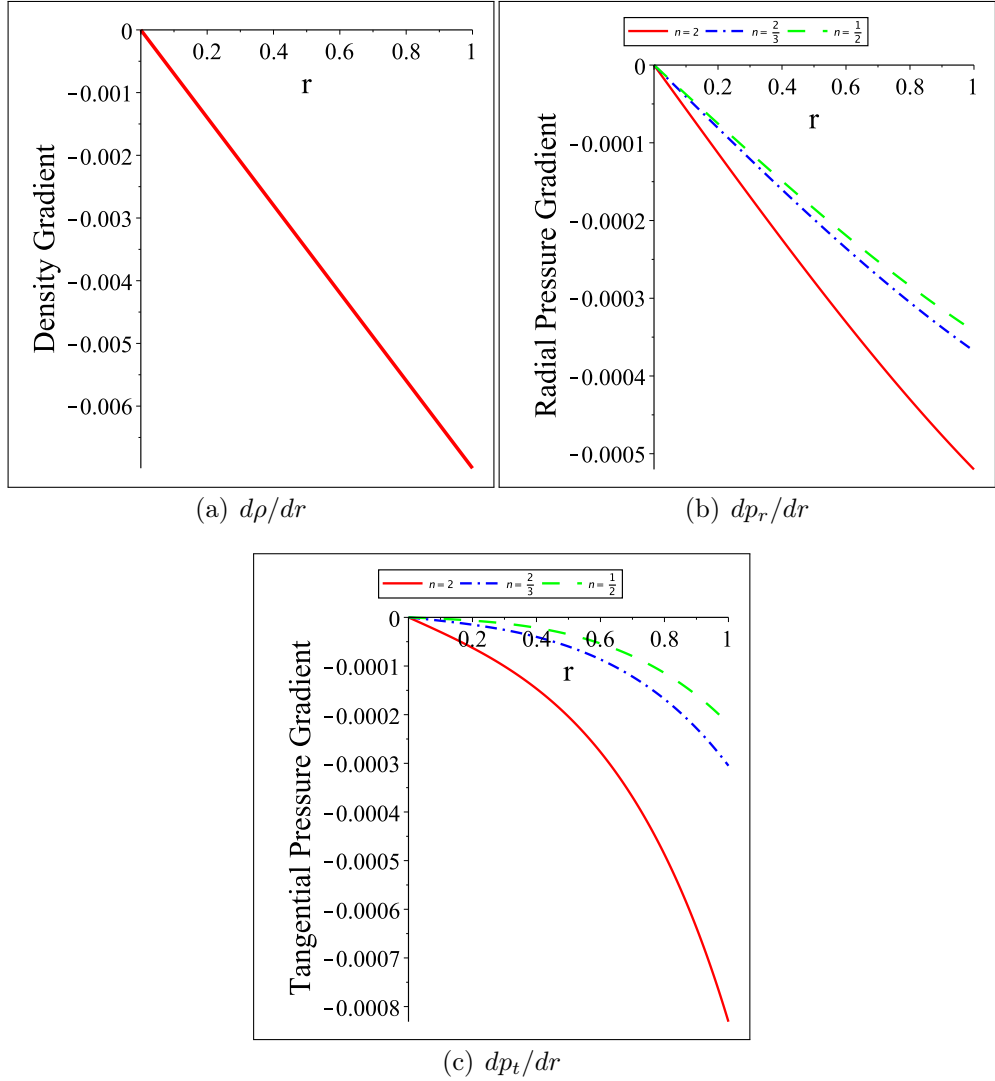 0
0.2 0.4 0.6 0.8 1
r
−0.001
−0.002
−0.003
−0.004
−0.005
−0.006
Density Gradient
(a) dρ/dr
n = 2 n = 2/3 n = 1/2
0
0.2 0.4 0.6 0.8 1
r
−0.0001
−0.0002
−0.0003
−0.0004
−0.0005
Radial Pressure Gradient
(b) dp_r/dr
n = 2 n = 2/3 n = 1/2
0
0.2 0.4 0.6 0.8 1
r
−0.0001
−0.0002
−0.0003
−0.0004
−0.0005
−0.0006
−0.0007
−0.0008
Tangential Pressure Gradient
(c) dp_t/dr